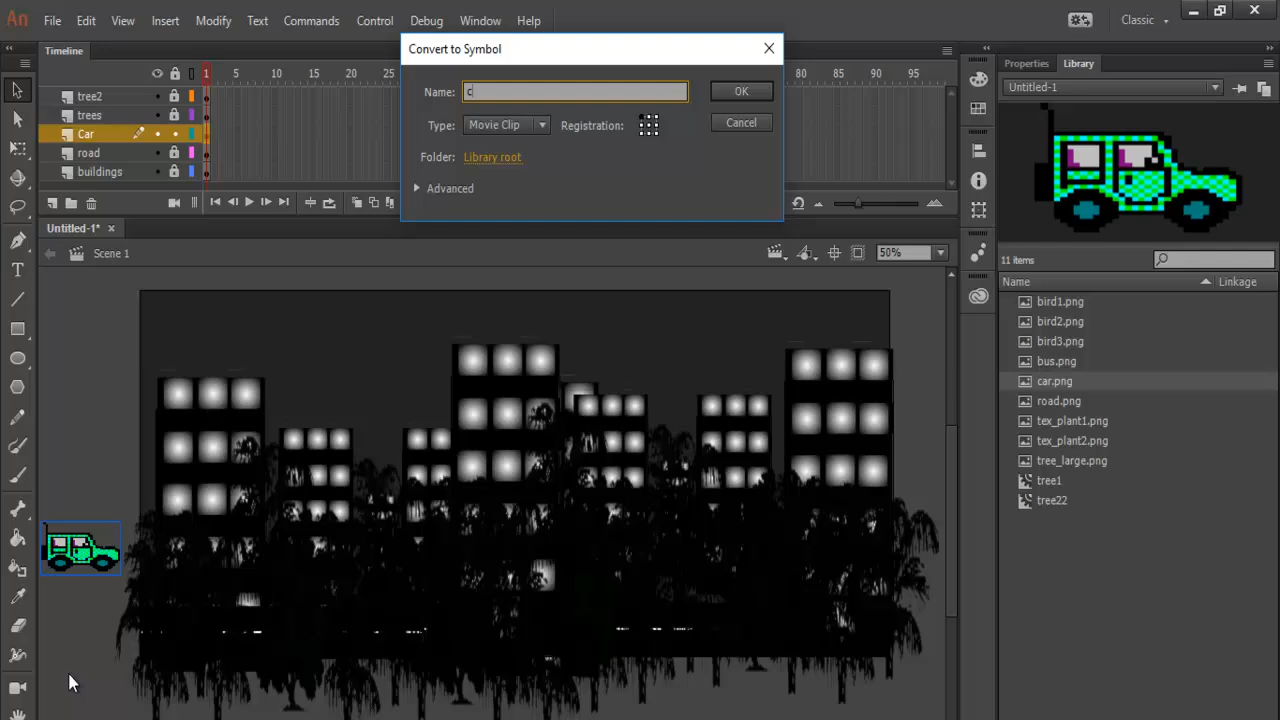 An File Edit View Insert Modify Text Commands Control Debug Window Help Classic
Timeline
1 5 10 15 20 25 80 85 90 95
tree2
trees
Car
road
buildings
Convert to Symbol
Name: c OK
Type: Movie Clip Registration: Cancel
Folder: Library root
Advanced
Untitled-1*
Scene 1 50%
Properties Library
Untitled-1
11 items
Name Linkage
bird1.png
bird2.png
bird3.png
bus.png
car.png
road.png
tex_plant1.png
tex_plant2.png
tree_large.png
tree1
tree22